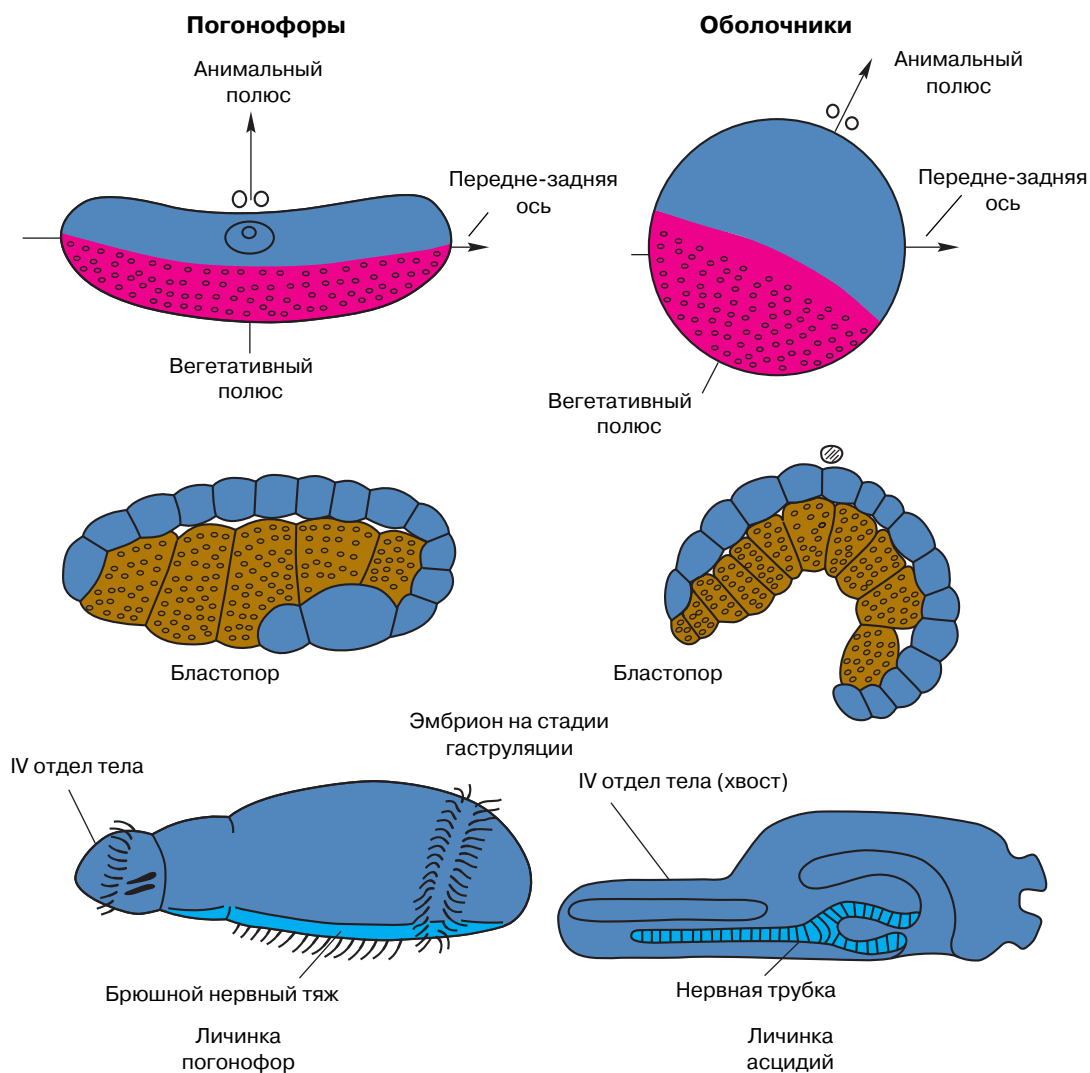 Погонофоры
Оболочники
Анимальный
полюс
Анимальный
полюс
Передне-задняя
ось
Передне-задняя
ось
Вегетативный
полюс
Вегетативный
полюс
Бластопор
Бластопор
Эмбрион на стадии
гаструляции
IV отдел тела
IV отдел тела (хвост)
Брюшной нервный тяж
Нервная трубка
Личинка
погонофор
Личинка
асцидий